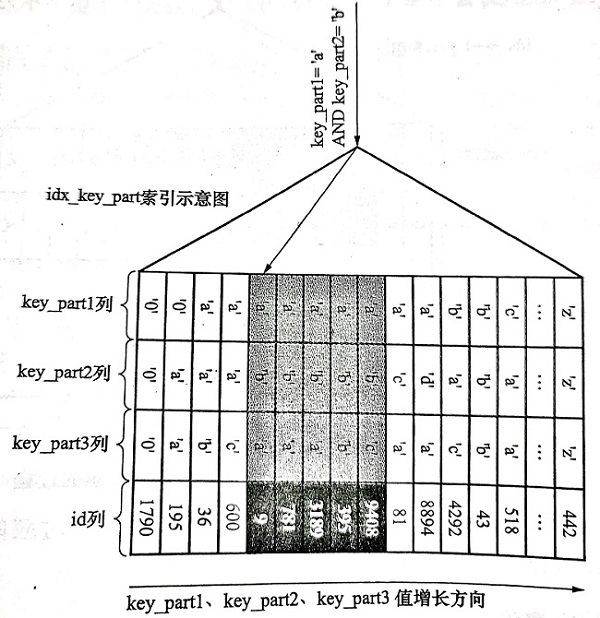 key_part1= 'a'
AND key_part2= 'b'
idx_key_part索引示意图
key_part1列 '0' '0' 'a' 'a' 'a' 'a' 'a' 'a' 'a' 'a' 'a' 'b' 'b' 'c' … 'z'
key_part2列 '0' 'a' 'a' 'a' 'b' 'b' 'b' 'b' 'b' 'c' 'd' 'a' 'b' 'a' … 'z'
key_part3列 '0' 'a' 'b' 'c' 'a' 'a' 'a' 'b' 'c' 'a' 'a' 'c' 'b' 'a' … 'z'
id列 1790 195 36 600 9 3189 9408 81 8894 4292 43 518 … 442
key_part1、key_part2、key_part3 值增长方向